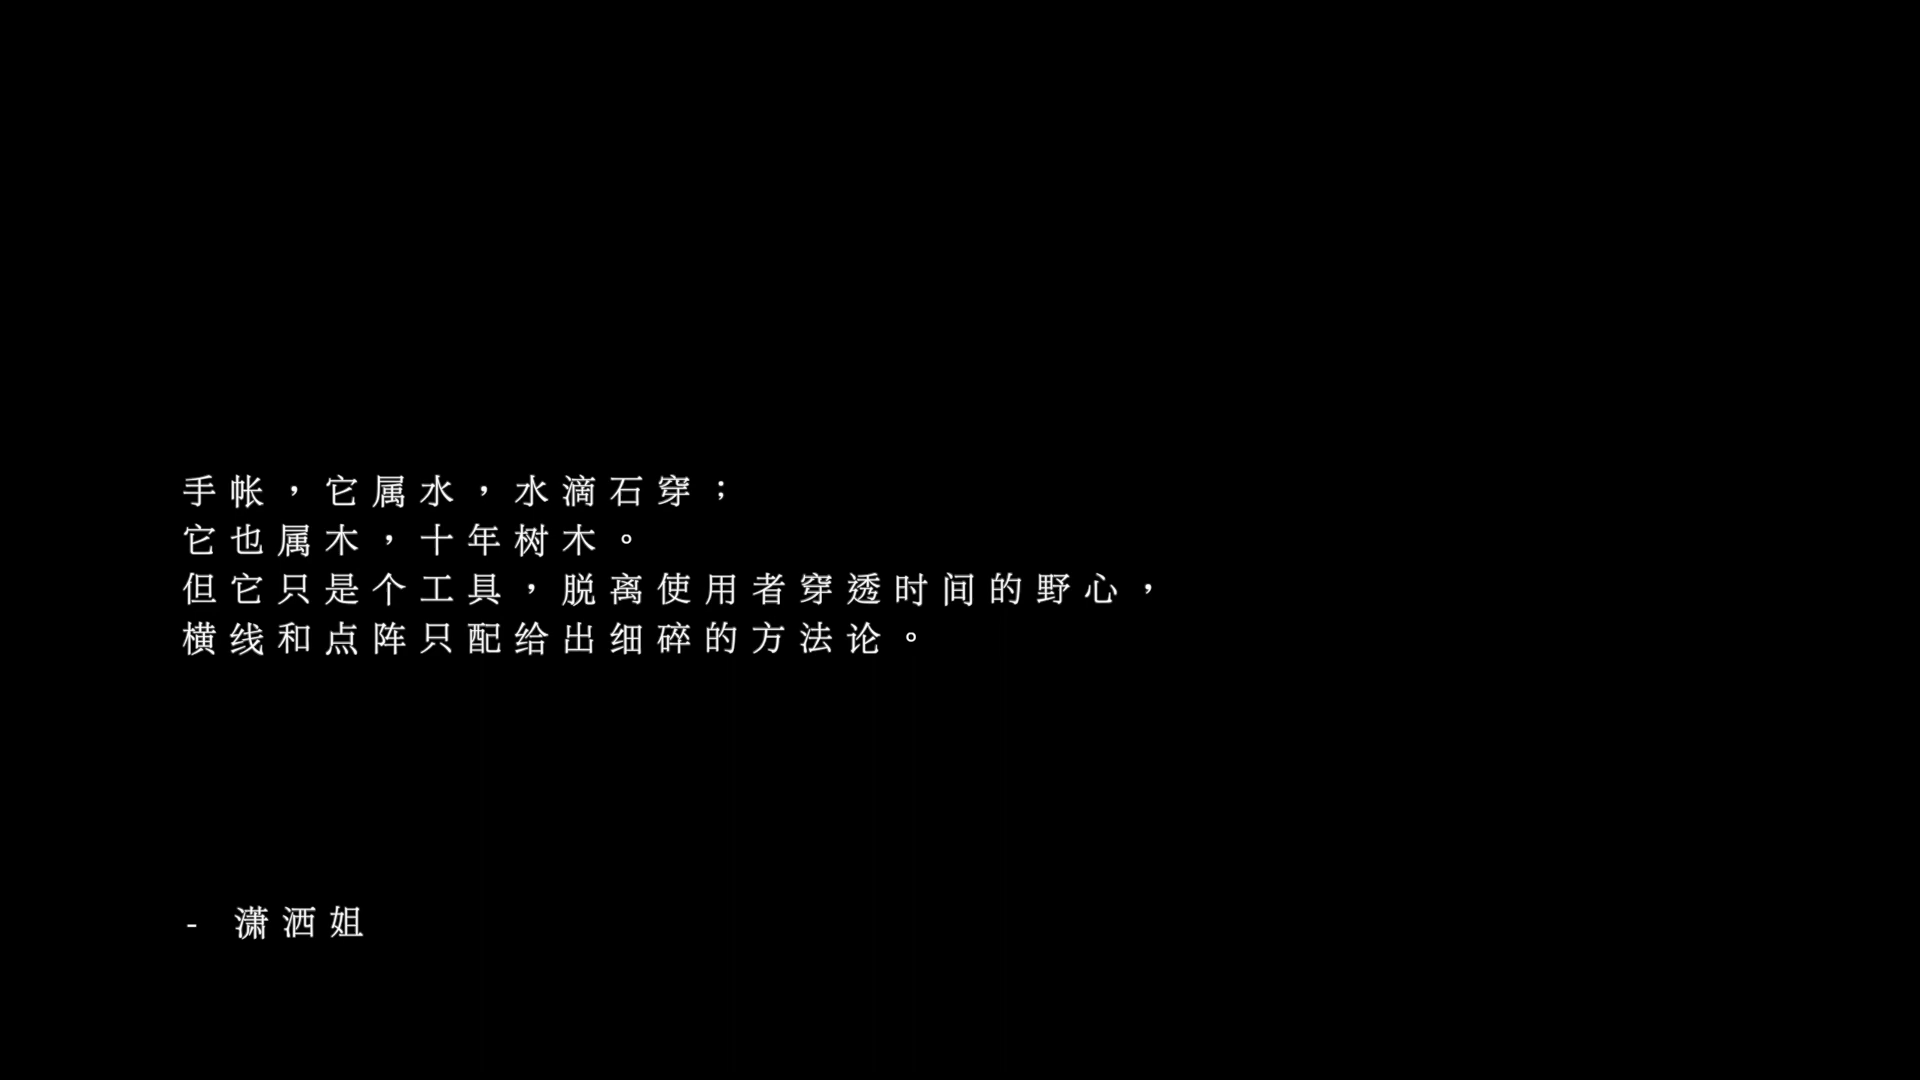 手帐，它属水，水滴石穿；
它也属木，十年树木。
但它只是个工具，脱离使用者穿透时间的野心，
横线和点阵只配给出细碎的方法论。
- 潇洒姐